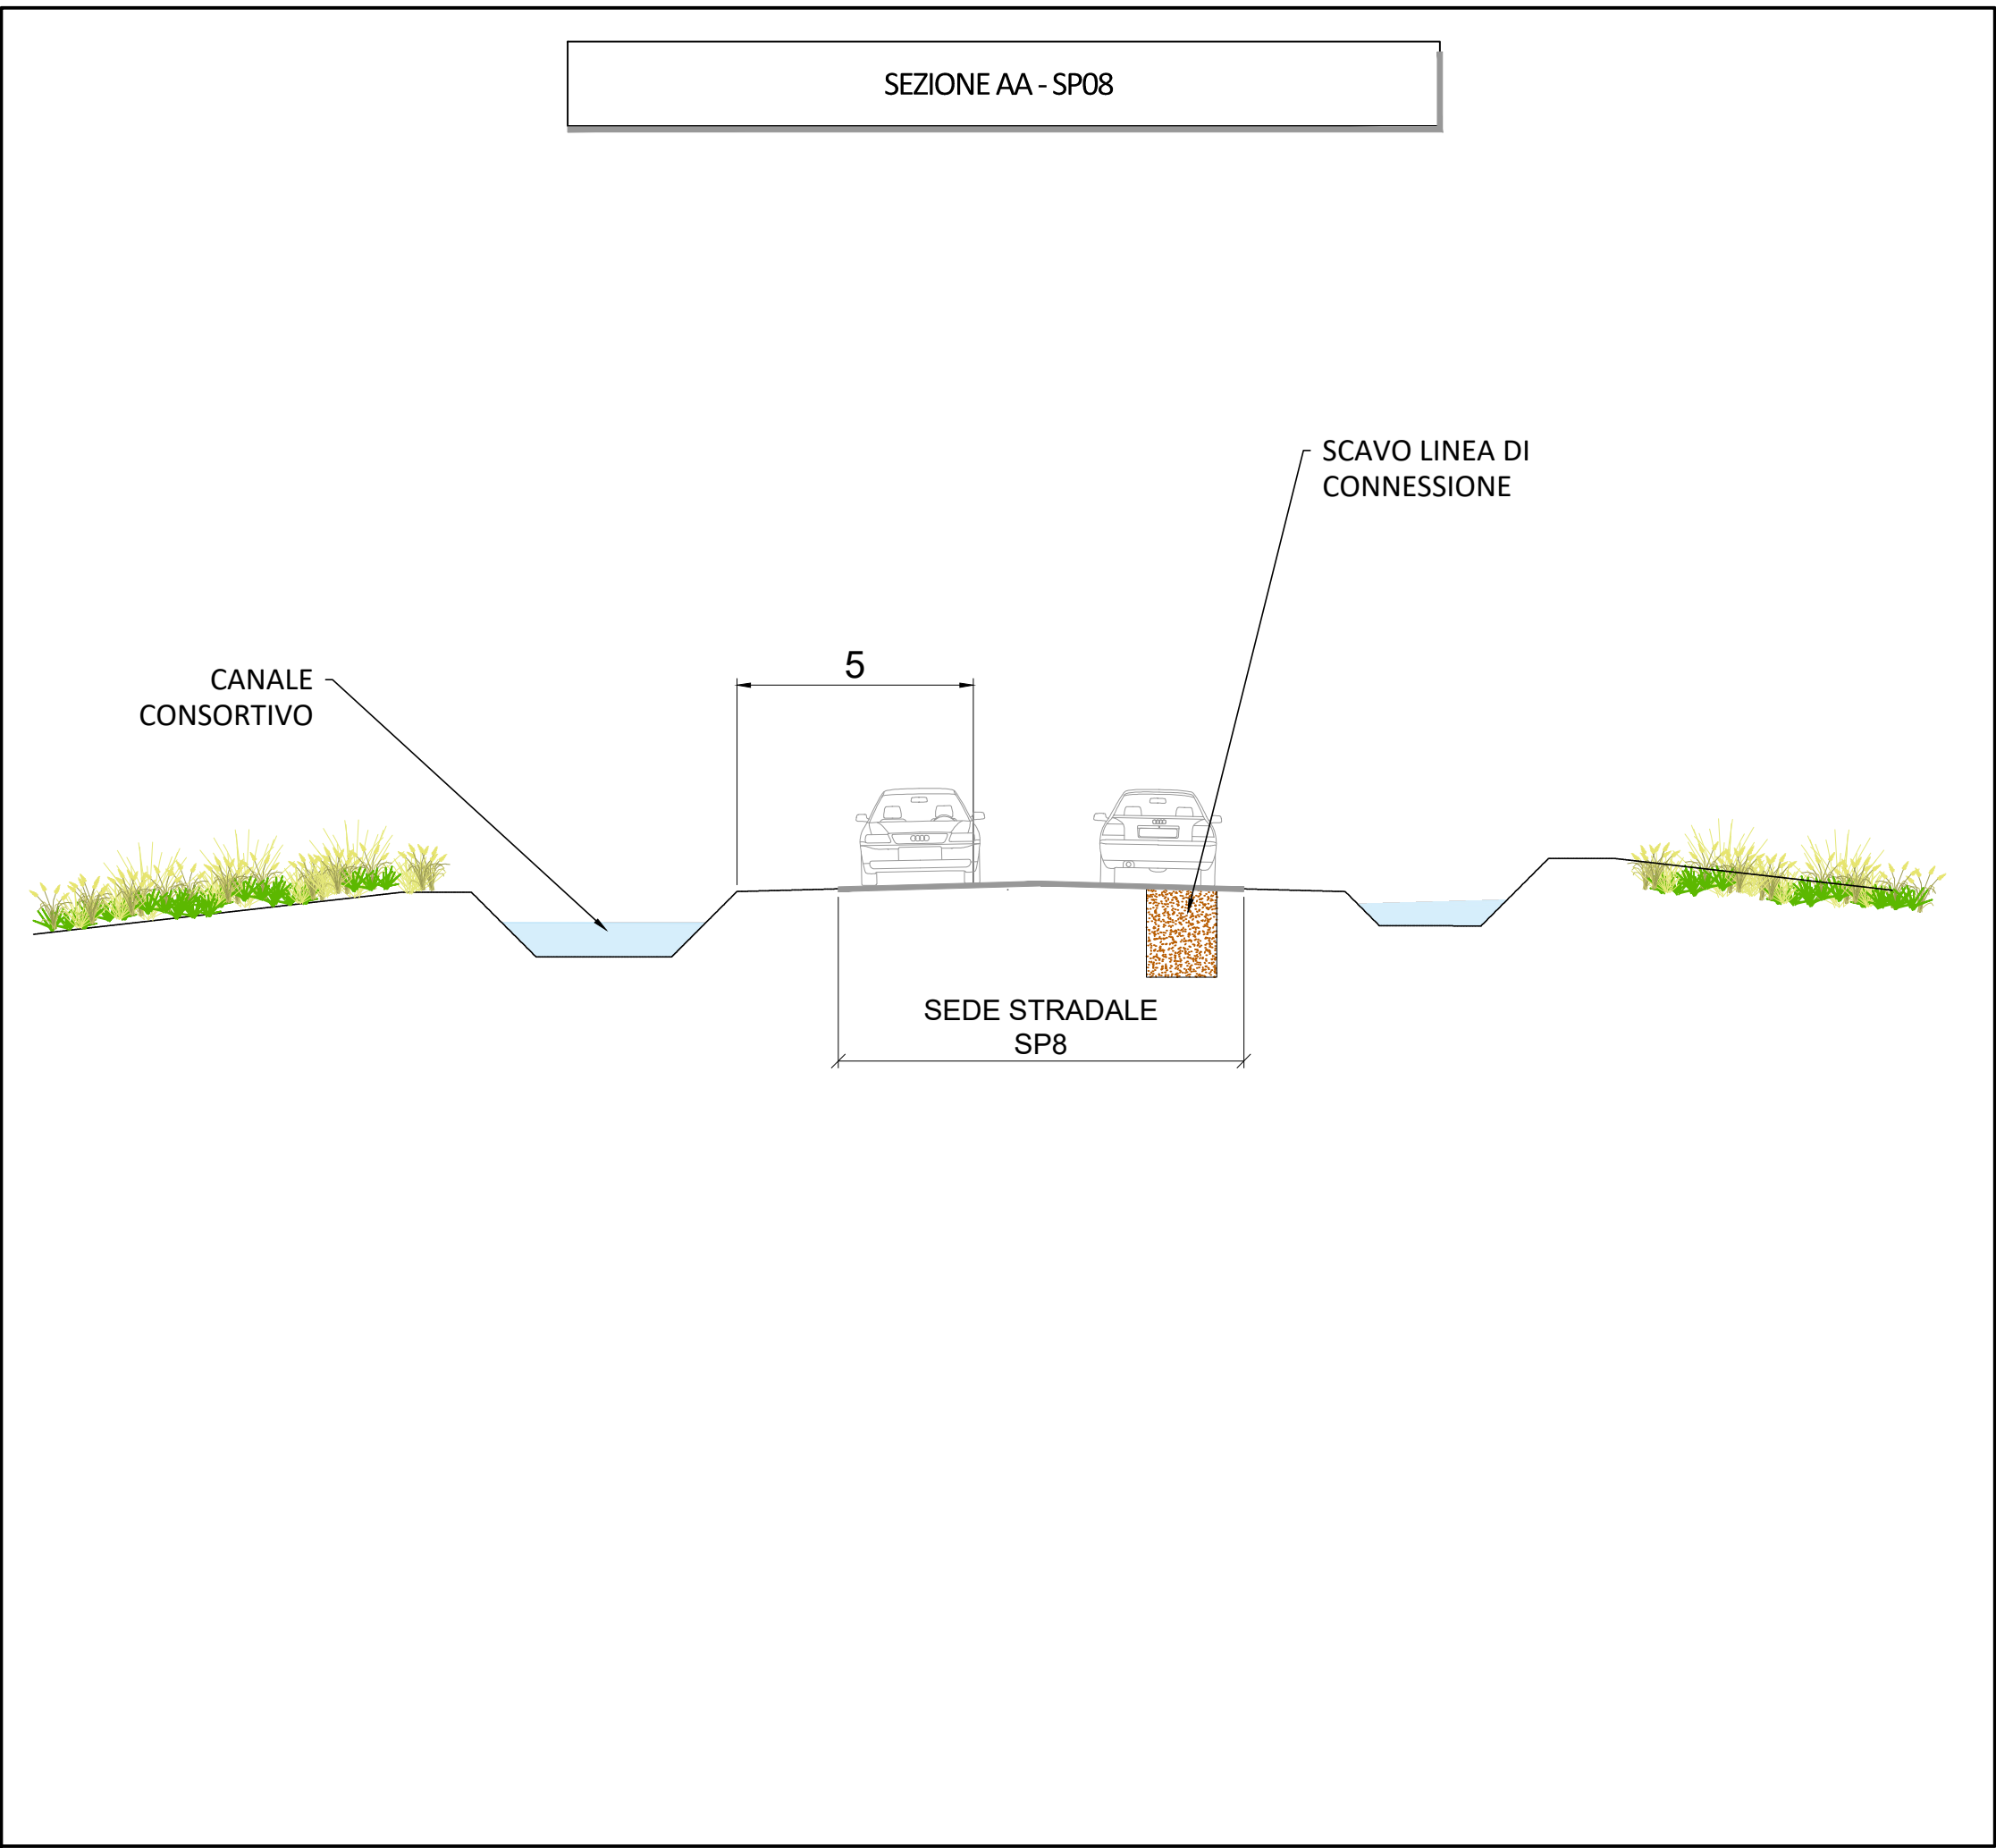 SEZIONE AA - SP08
SCAVO LINEA DI
CONNESSIONE
5
CANALE
CONSORTIVO
SEDE STRADALE
SP8